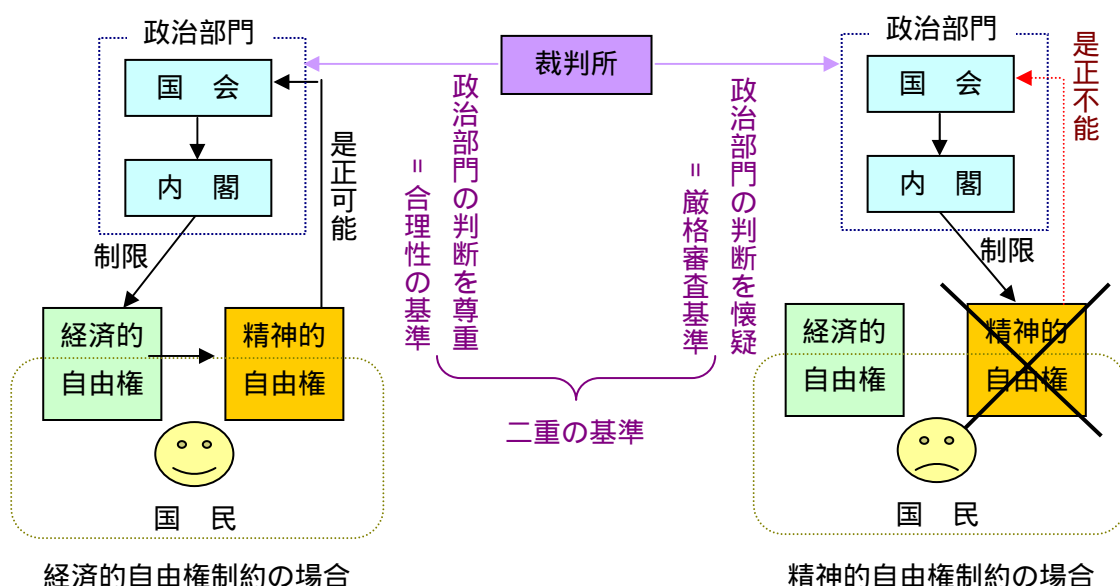 政治部門
国 会
内 閣
制限
是正可能
経済的
自由権
精神的
自由権
国 民
経済的自由権制約の場合
裁判所
政治部門の判断を尊重
=合理性の基準
政治部門の判断を懐疑
=厳格審査基準
二重の基準
政治部門
国 会
内 閣
制限
是正不能
経済的
自由権
精神的
自由権
国 民
精神的自由権制約の場合